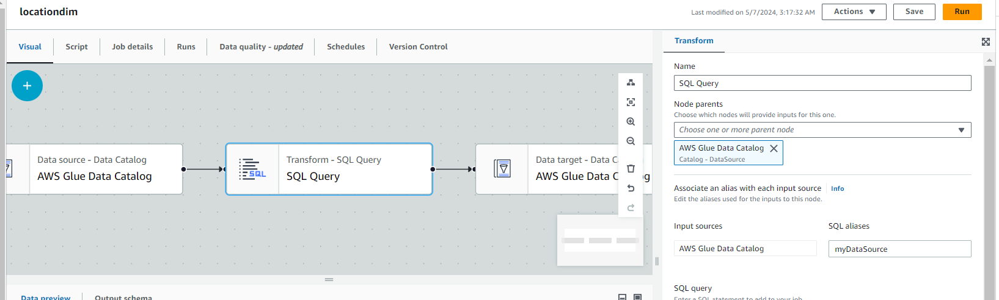 locationdim
Last modified on 5/7/2024, 3:17:32 AM
Actions
Save
Run
Visual
Script
Job details
Runs
Data quality - updated
Schedules
Version Control
Transform
Name
SQL Query
Node parents
Choose which nodes will provide inputs for this one.
Choose one or more parent node
AWS Glue Data Catalog
Catalog - DataSource
Data source - Data Catalog
AWS Glue Data Catalog
SQL
Transform - SQL Query
SQL Query
Data target - Data C
AWS Glue Data C og
Associate an alias with each input source
Info
Edit the aliases used for the inputs to this node.
Input sources
SQL aliases
AWS Glue Data Catalog
myDataSource
SQL query
Enter a SQL statement to add to your job
Data preview
Output schema